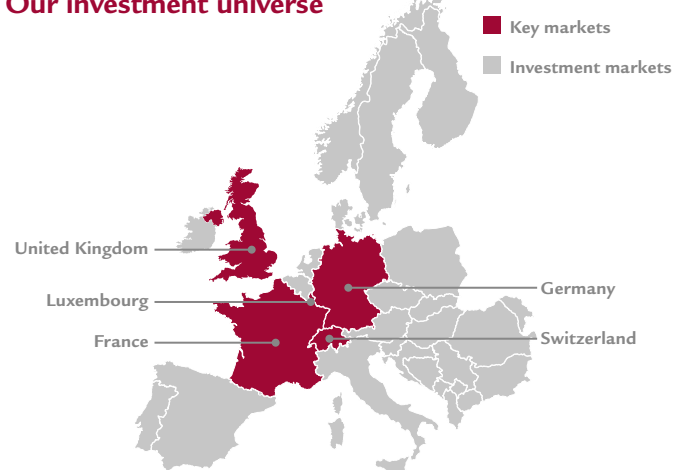 Our investment universe
Key markets
Investment markets
United Kingdom
Luxembourg
France
Germany
Switzerland